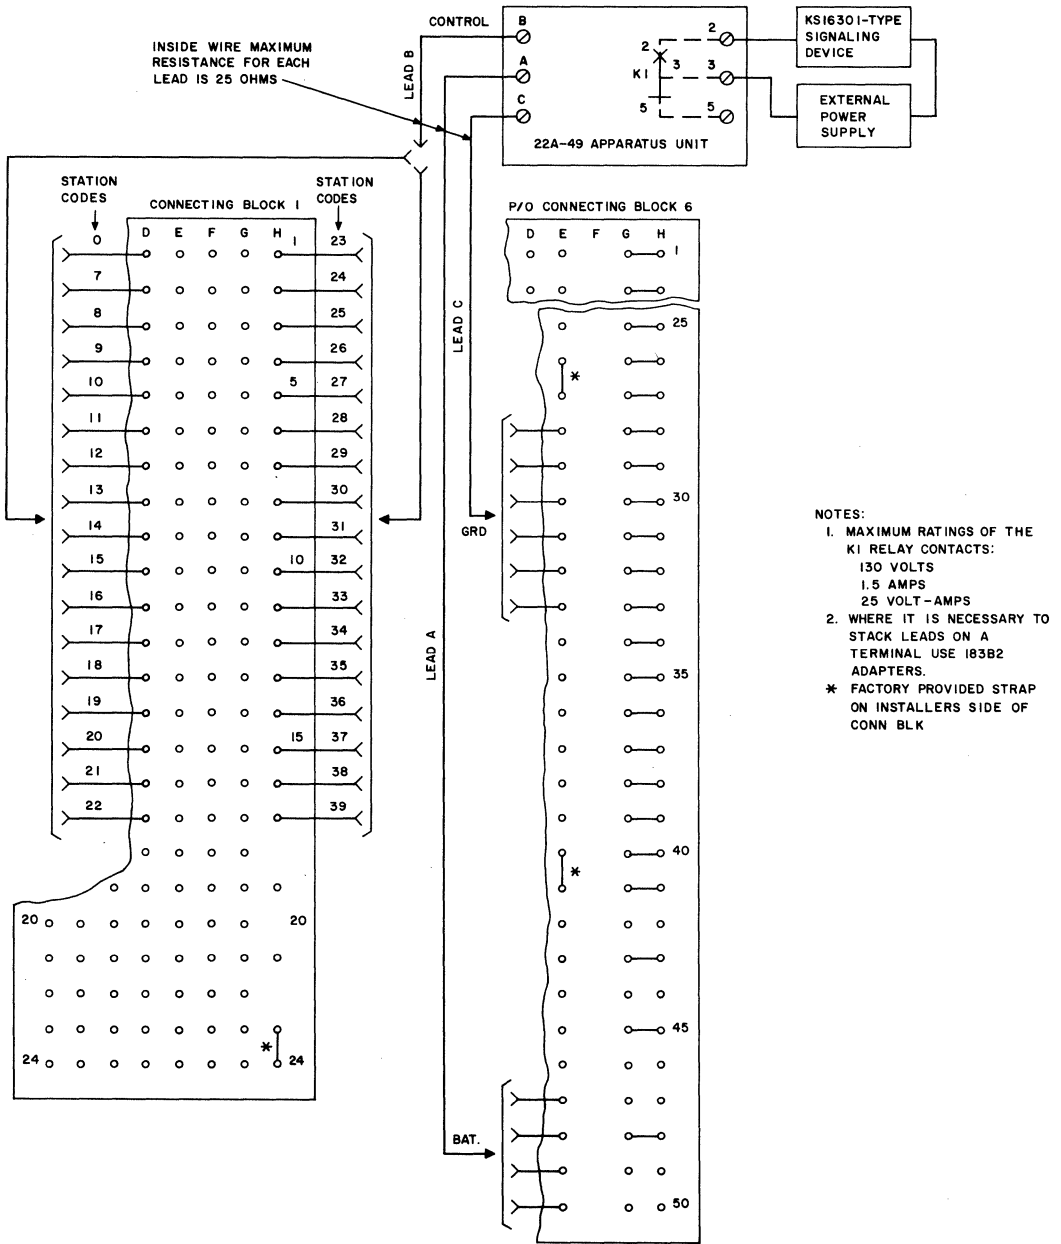 INSIDE WIRE MAXIMUM
RESISTANCE FOR EACH
LEAD IS 25 OHMS
CONTROL
LEAD B
B
A
C
2
K1
3
5
2
3
5
22A-49 APPARATUS UNIT
KS16301-TYPE
SIGNALING
DEVICE
EXTERNAL
POWER
SUPPLY
STATION
CODES
CONNECTING BLOCK 1
STATION
CODES
D E F G H
0 1 23
7 24
8 25
9 26
10 5 27
11 28
12 29
13 30
14 31
15 10 32
16 33
17 34
18 35
19 36
20 15 37
21 38
22 39
20 20
24 * 24
LEAD C
LEAD A
GRD
BAT.
P/O CONNECTING BLOCK 6
D E F G H
1
25
*
30
35
40
*
45
50
NOTES:
1. MAXIMUM RATINGS OF THE
K1 RELAY CONTACTS:
130 VOLTS
1.5 AMPS
25 VOLT-AMPS
2. WHERE IT IS NECESSARY TO
STACK LEADS ON A
TERMINAL USE 183B2
ADAPTERS.
* FACTORY PROVIDED STRAP
ON INSTALLERS SIDE OF
CONN BLK